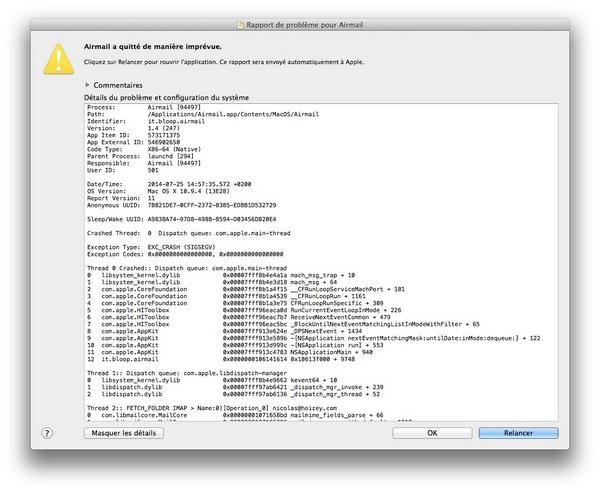 Rapport de problème pour Airmail
Airmail a quitté de manière imprévue.
Cliquez sur Relancer pour rouvrir l'application. Ce rapport sera envoyé automatiquement à Apple.
Commentaires
Détails du problème et configuration du système
Process: Airmail [94497]
Path: /Applications/Airmail.app/Contents/MacOS/Airmail
Identifier: it.bloop.airmail
Version: 1.4 (247)
App Item ID: 573171375
App External ID: 546902650
Code Type: X86-64 (Native)
Parent Process: launchd [294]
Responsible: Airmail [94497]
User ID: 501
Date/Time: 2014-07-25 14:57:35.572 +0200
OS Version: Mac OS X 10.9.4 (13E28)
Report Version: 11
Anonymous UUID: 7B821DE7-0CFF-2372-8385-EDBB1D532729
Sleep/Wake UUID: A983BA74-97DB-498B-8594-D03456D820E4
Crashed Thread: 0 Dispatch queue: com.apple.main-thread
Exception Type: EXC_CRASH (SIGSEGV)
Exception Codes: 0x0000000000000000, 0x0000000000000000
Thread 0 Crashed:: Dispatch queue: com.apple.main-thread
0 libsystem_kernel.dylib 0x00007fff8b4e4a1a mach_msg_trap + 10
1 libsystem_kernel.dylib 0x00007fff8b4e3d18 mach_msg + 64
2 com.apple.CoreFoundation 0x00007fff8b1a4f15 __CFRunLoopServiceMachPort + 181
3 com.apple.CoreFoundation 0x00007fff8b1a4539 __CFRunLoopRun + 1161
4 com.apple.CoreFoundation 0x00007fff8b1a3e75 CFRunLoopRunSpecific + 309
5 com.apple.HIToolbox 0x00007fff96eaca0d RunCurrentEventLoopInMode + 226
6 com.apple.HIToolbox 0x00007fff96eac7b7 ReceiveNextEventCommon + 479
7 com.apple.HIToolbox 0x00007fff96eac5bc _BlockUntilNextEventMatchingListInModeWithFilter + 65
8 com.apple.AppKit 0x00007fff913e624e _DPSNextEvent + 1434
9 com.apple.AppKit 0x00007fff913e589b -[NSApplication nextEventMatchingMask:untilDate:inMode:dequeue:] + 122
10 com.apple.AppKit 0x00007fff913d999c -[NSApplication run] + 553
11 com.apple.AppKit 0x00007fff913c4783 NSApplicationMain + 940
12 it.bloop.airmail 0x0000000106141614 0x10613f000 + 9748
Thread 1:: Dispatch queue: com.apple.libdispatch-manager
0 libsystem_kernel.dylib 0x00007fff8b4e9662 kevent64 + 10
1 libdispatch.dylib 0x00007fff97ab6421 _dispatch_mgr_invoke + 239
2 libdispatch.dylib 0x00007fff97ab6136 _dispatch_mgr_thread + 52
Thread 2:: FETCH_FOLDER IMAP > Name:0)[Operation_0] nicolas@hoizey.com
0 com.libmailcore.MailCore 0x00000001071658bd mailmime_fields_parse + 66
? Masquer les détails OK Relancer